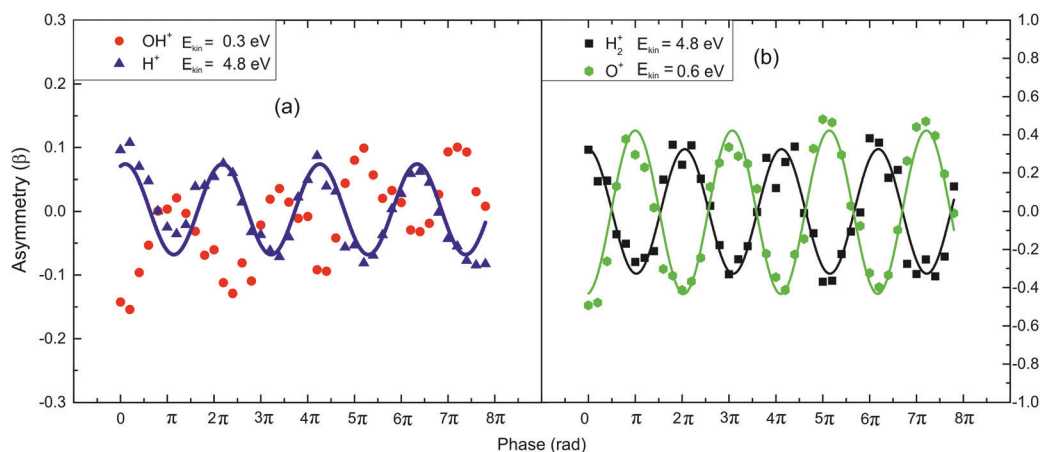 OH⁺ E_kin = 0.3 eV
H⁺ E_kin = 4.8 eV
(a)
H₂⁺ E_kin = 4.8 eV
O⁺ E_kin = 0.6 eV
(b)
Asymmetry (β)
0.3
0.2
0.1
0.0
-0.1
-0.2
-0.3
1.0
0.8
0.6
0.4
0.2
0.0
-0.2
-0.4
-0.6
-0.8
-1.0
0 1π 2π 3π 4π 5π 6π 7π 8π
0 1π 2π 3π 4π 5π 6π 7π 8π
Phase (rad)